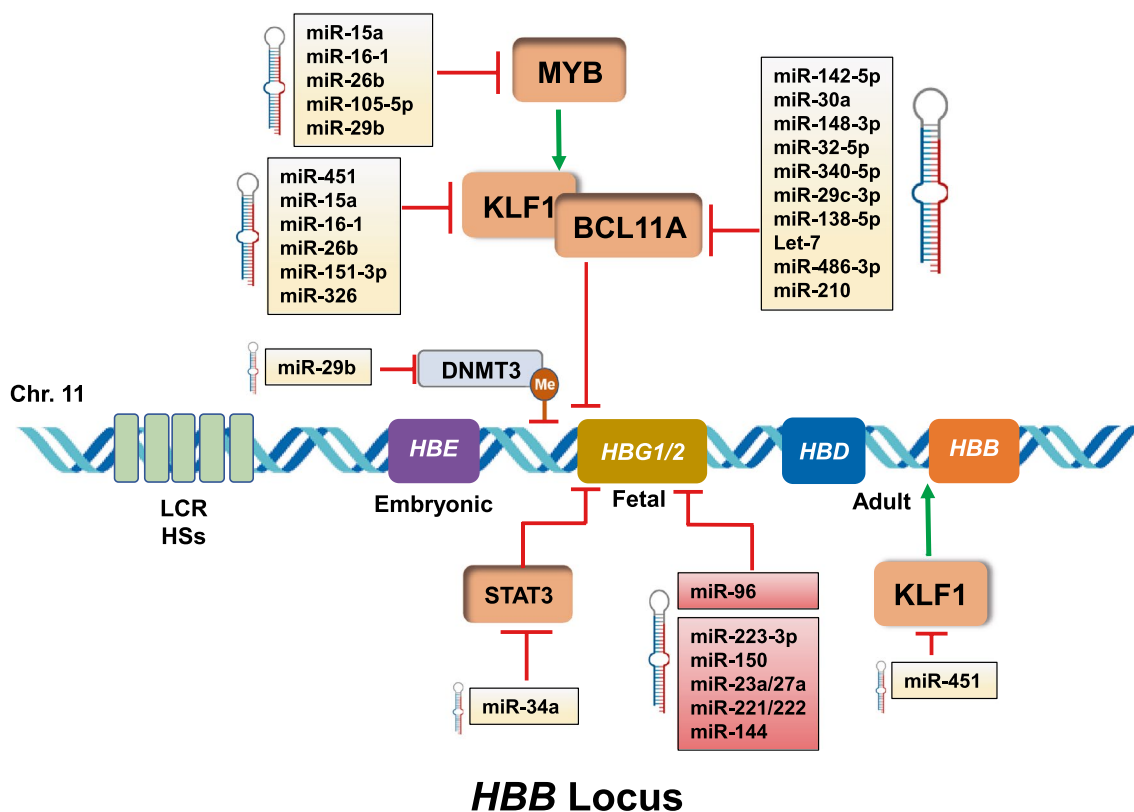 miR-15a
miR-16-1
miR-26b
miR-105-5p
miR-29b
MYB
miR-142-5p
miR-30a
miR-148-3p
miR-32-5p
miR-340-5p
miR-29c-3p
miR-138-5p
Let-7
miR-486-3p
miR-210
miR-451
miR-15a
miR-16-1
miR-26b
miR-151-3p
miR-326
KLF1
BCL11A
miR-29b
DNMT3
Me
Chr. 11
HBE
HBG1/2
HBD
HBB
LCR
HSs
Embryonic
Fetal
Adult
STAT3
miR-34a
miR-96
miR-223-3p
miR-150
miR-23a/27a
miR-221/222
miR-144
KLF1
miR-451
HBB Locus